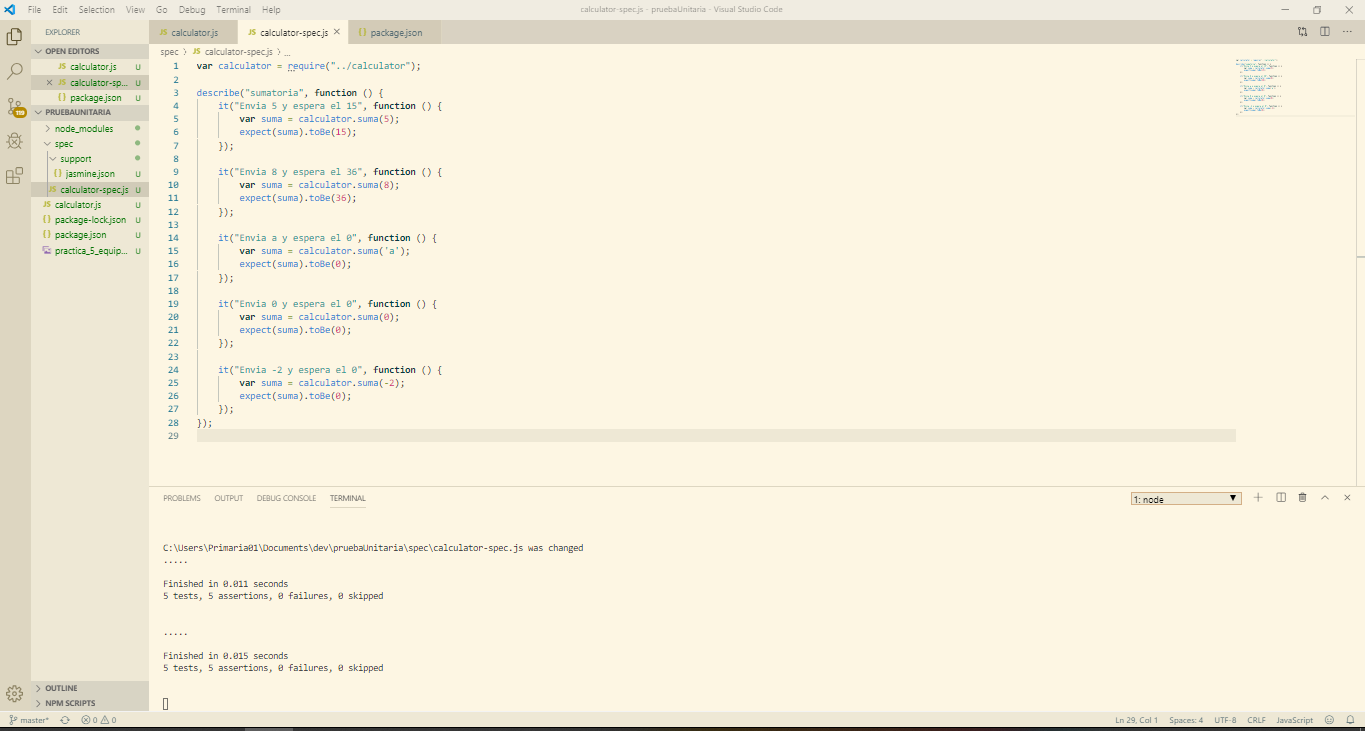 File Edit Selection View Go Debug Terminal Help
calculator-spec.js - pruebaUnitaria - Visual Studio Code
EXPLORER
OPEN EDITORS
JS calculator.js U
JS calculator-sp... U
{} package.json U
PRUEBAUNITARIA
node_modules
spec
support
{} jasmine.json U
JS calculator-spec.js U
JS calculator.js U
{} package-lock.json U
{} package.json U
practica_5_equip... U
OUTLINE
NPM SCRIPTS
JS calculator.js JS calculator-spec.js {} package.json
spec > JS calculator-spec.js > ...
1 var calculator = require("../calculator");
2
3 describe("sumatoria", function () {
4 it("Envia 5 y espera el 15", function () {
5 var suma = calculator.suma(5);
6 expect(suma).toBe(15);
7 });
8
9 it("Envia 8 y espera el 36", function () {
10 var suma = calculator.suma(8);
11 expect(suma).toBe(36);
12 });
13
14 it("Envia a y espera el 0", function () {
15 var suma = calculator.suma('a');
16 expect(suma).toBe(0);
17 });
18
19 it("Envia 0 y espera el 0", function () {
20 var suma = calculator.suma(0);
21 expect(suma).toBe(0);
22 });
23
24 it("Envia -2 y espera el 0", function () {
25 var suma = calculator.suma(-2);
26 expect(suma).toBe(0);
27 });
28 });
29
PROBLEMS OUTPUT DEBUG CONSOLE TERMINAL
1: node
C:\Users\Primaria01\Documents\dev\pruebaUnitaria\spec\calculator-spec.js was changed
.....
Finished in 0.011 seconds
5 tests, 5 assertions, 0 failures, 0 skipped
.....
Finished in 0.015 seconds
5 tests, 5 assertions, 0 failures, 0 skipped
master* 0 0
Ln 29, Col 1 Spaces: 4 UTF-8 CRLF JavaScript